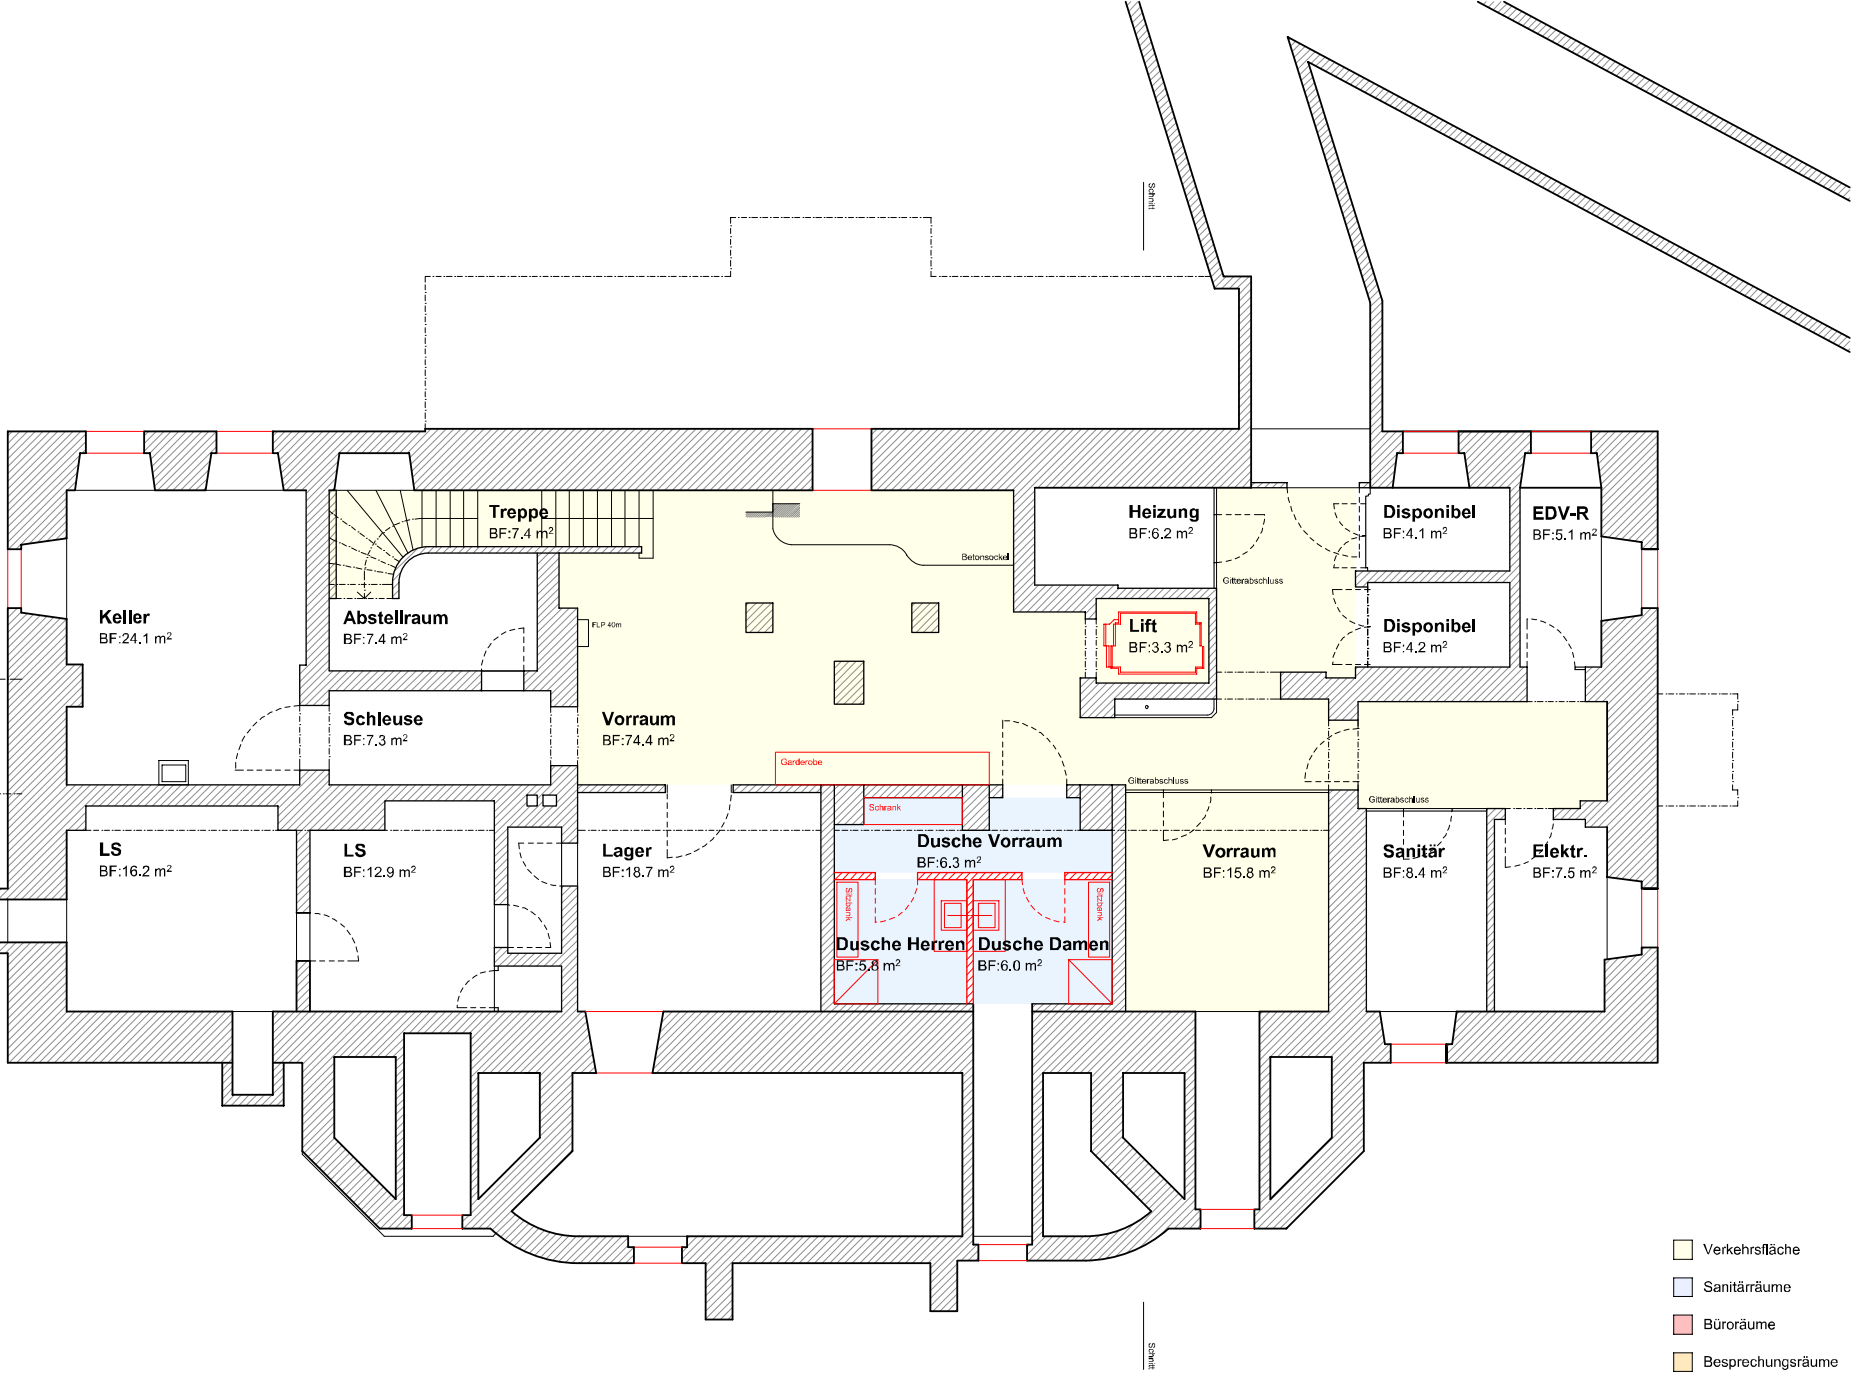 Schnitt
Treppe
BF:7.4 m²
Heizung
BF:6.2 m²
Disponibel
BF:4.1 m²
EDV-R
BF:5.1 m²
Betonsockel
Gitterabschluss
Keller
BF:24.1 m²
Abstellraum
BF:7.4 m²
FLP 40m
Lift
BF:3.3 m²
Disponibel
BF:4.2 m²
Schleuse
BF:7.3 m²
Vorraum
BF:74.4 m²
Garderobe
Gitterabschluss
Gitterabschluss
Schrank
LS
BF:16.2 m²
LS
BF:12.9 m²
Lager
BF:18.7 m²
Dusche Vorraum
BF:6.3 m²
Vorraum
BF:15.8 m²
Sanitär
BF:8.4 m²
Elektr.
BF:7.5 m²
Sitzbank
Sitzbank
Dusche Herren
BF:5.8 m²
Dusche Damen
BF:6.0 m²
Verkehrsfläche
Sanitärräume
Büroräume
Besprechungsräume
Schnitt